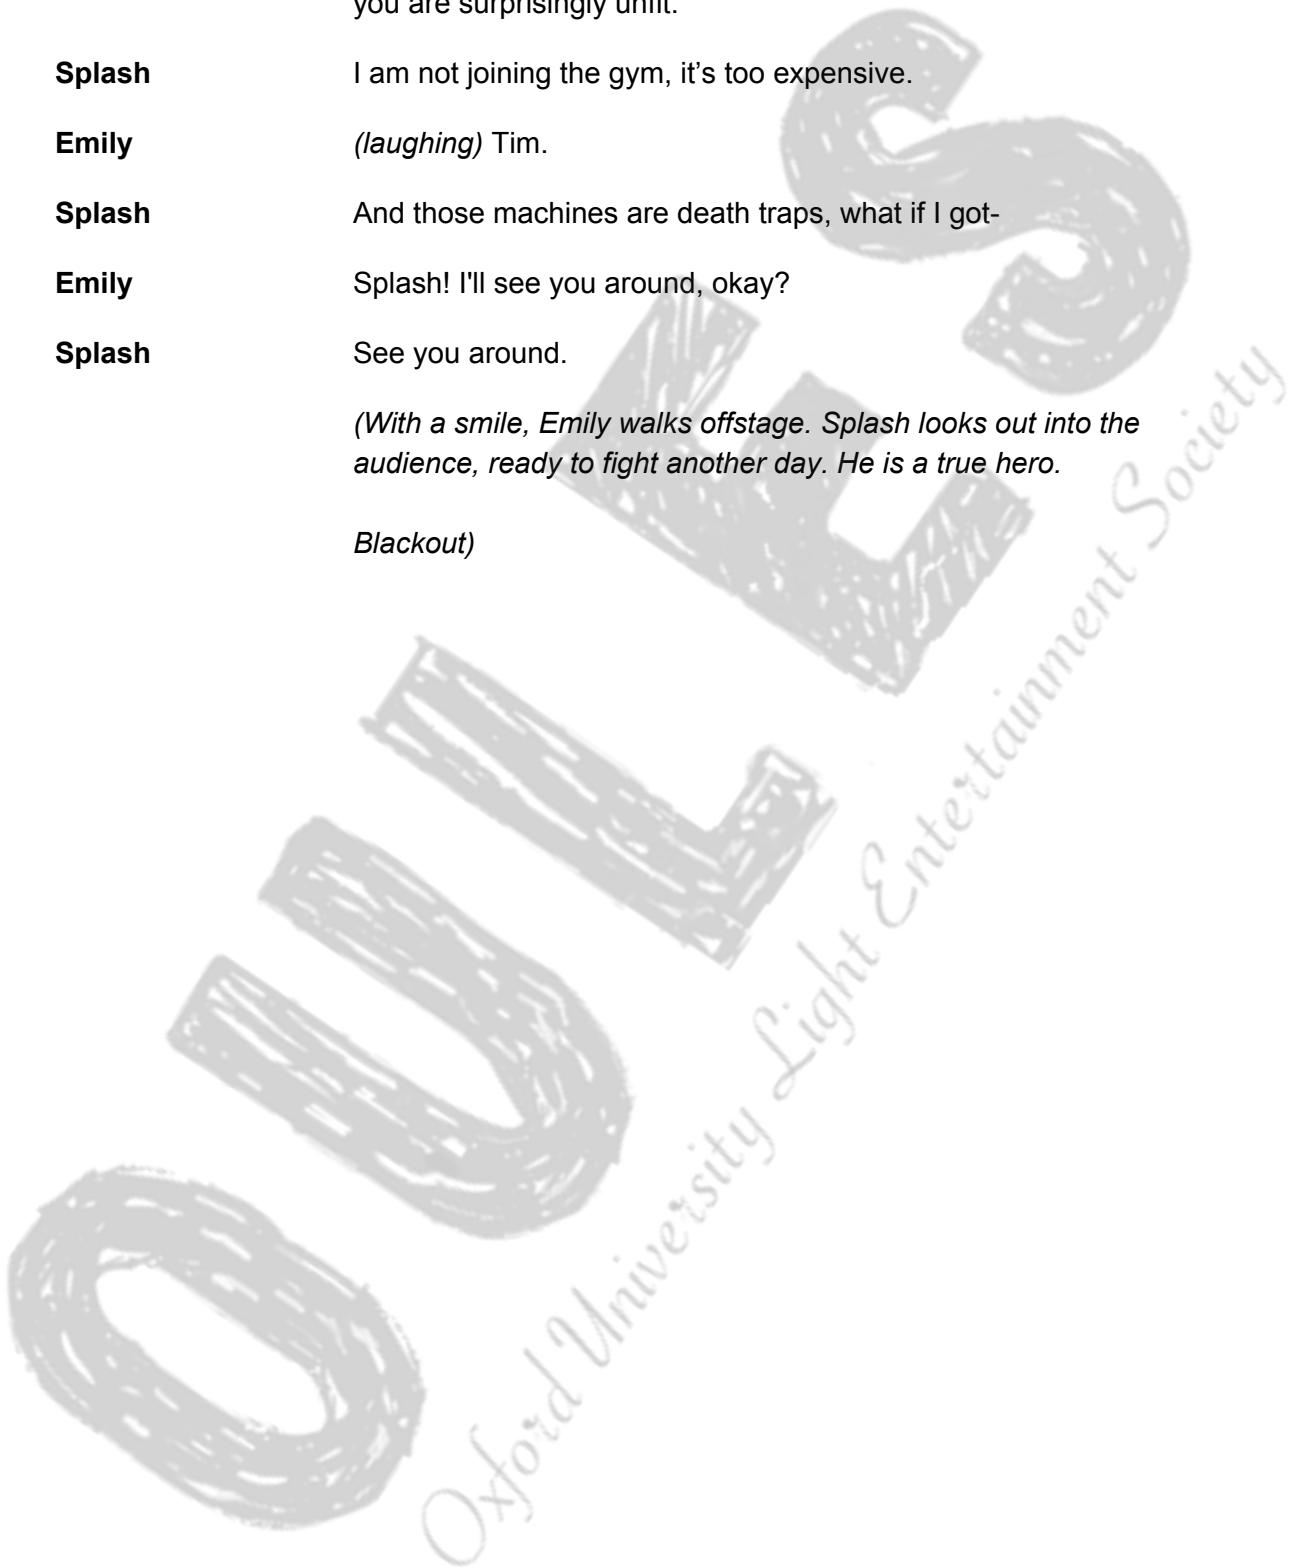 you are surprisingly unfit.
Splash I am not joining the gym, it’s too expensive.
Emily (laughing) Tim.
Splash And those machines are death traps, what if I got-
Emily Splash! I'll see you around, okay?
Splash See you around.
(With a smile, Emily walks offstage. Splash looks out into the
audience, ready to fight another day. He is a true hero.
Blackout)
OULES
Oxford University Light Entertainment Society